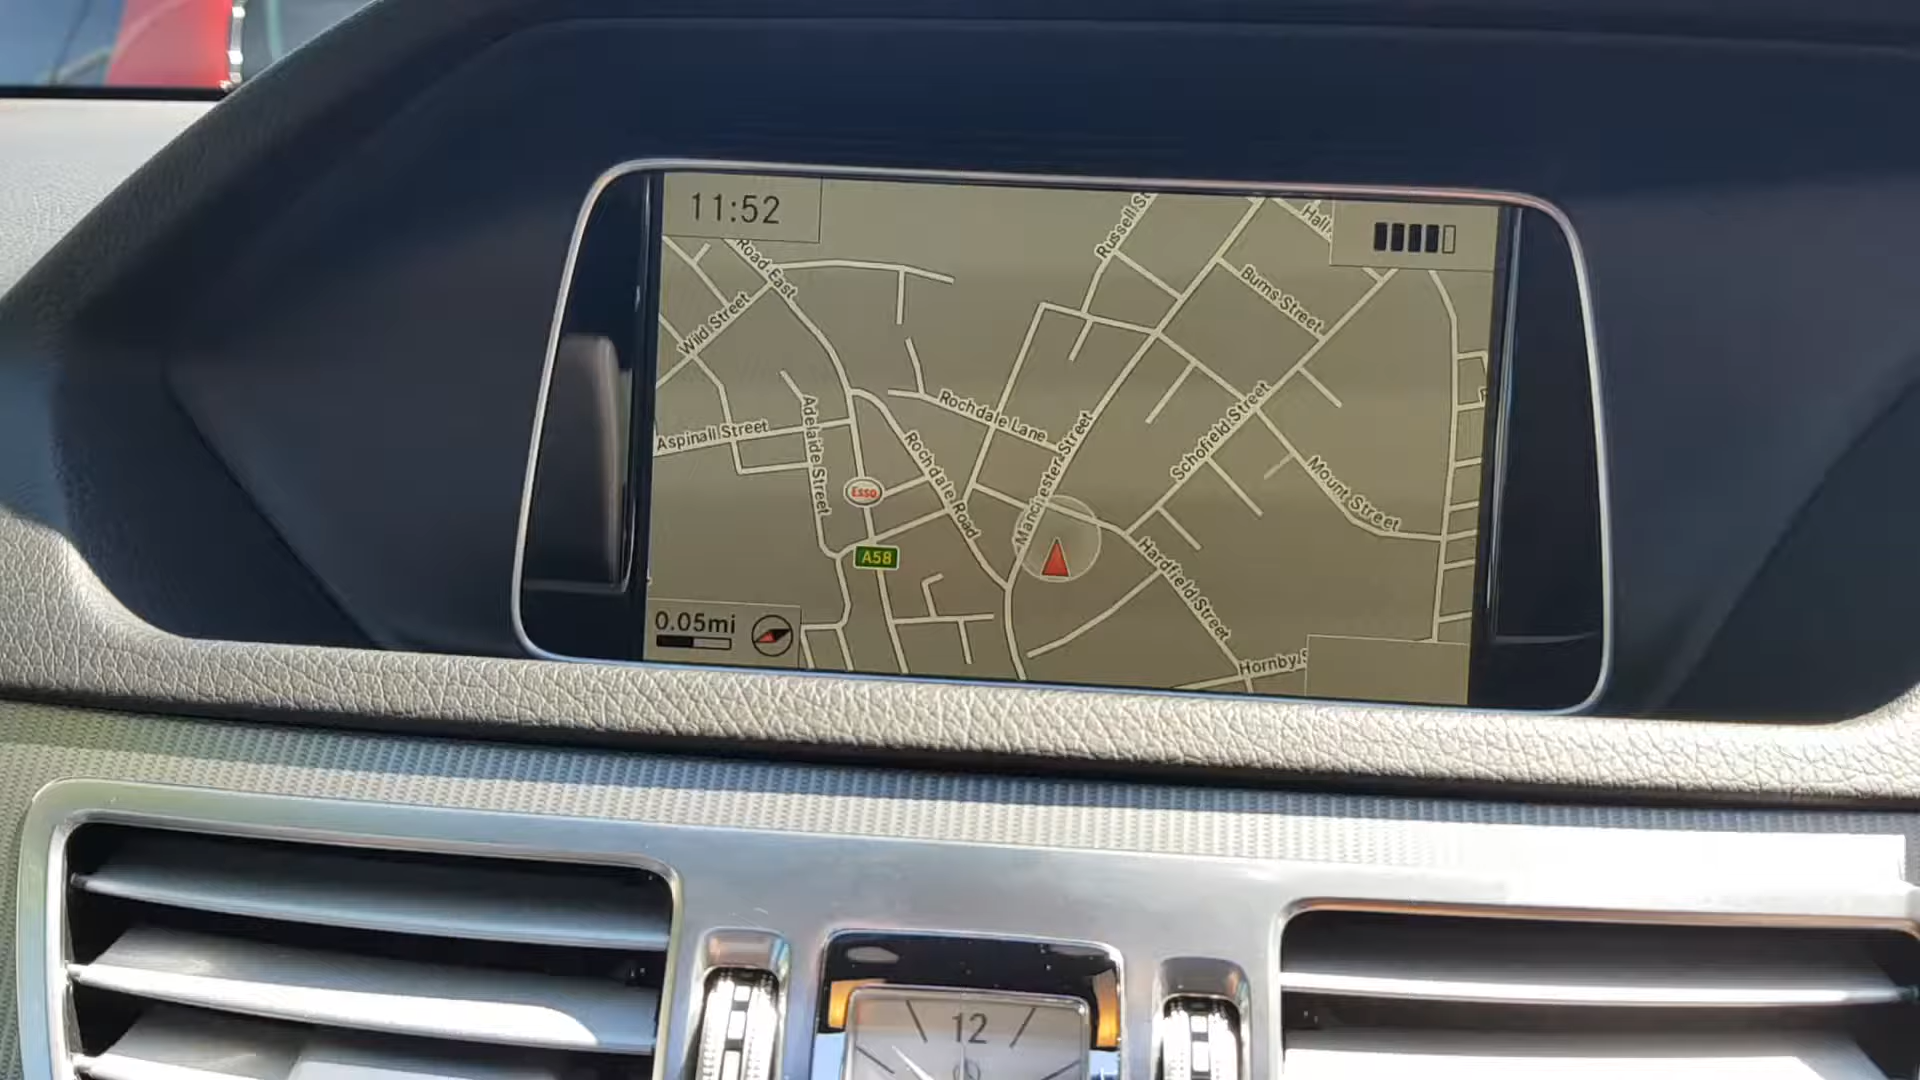 11:52
Russell St
Hall
Road East
Burns Street
Wild Street
Rochdale Lane
Adelaide Street
Aspinall Street
Rochdale Road
Manchester Street
Schofield Street
Mount Street
Esso
A58
Hardfield Street
0.05mi
Hornby S
12